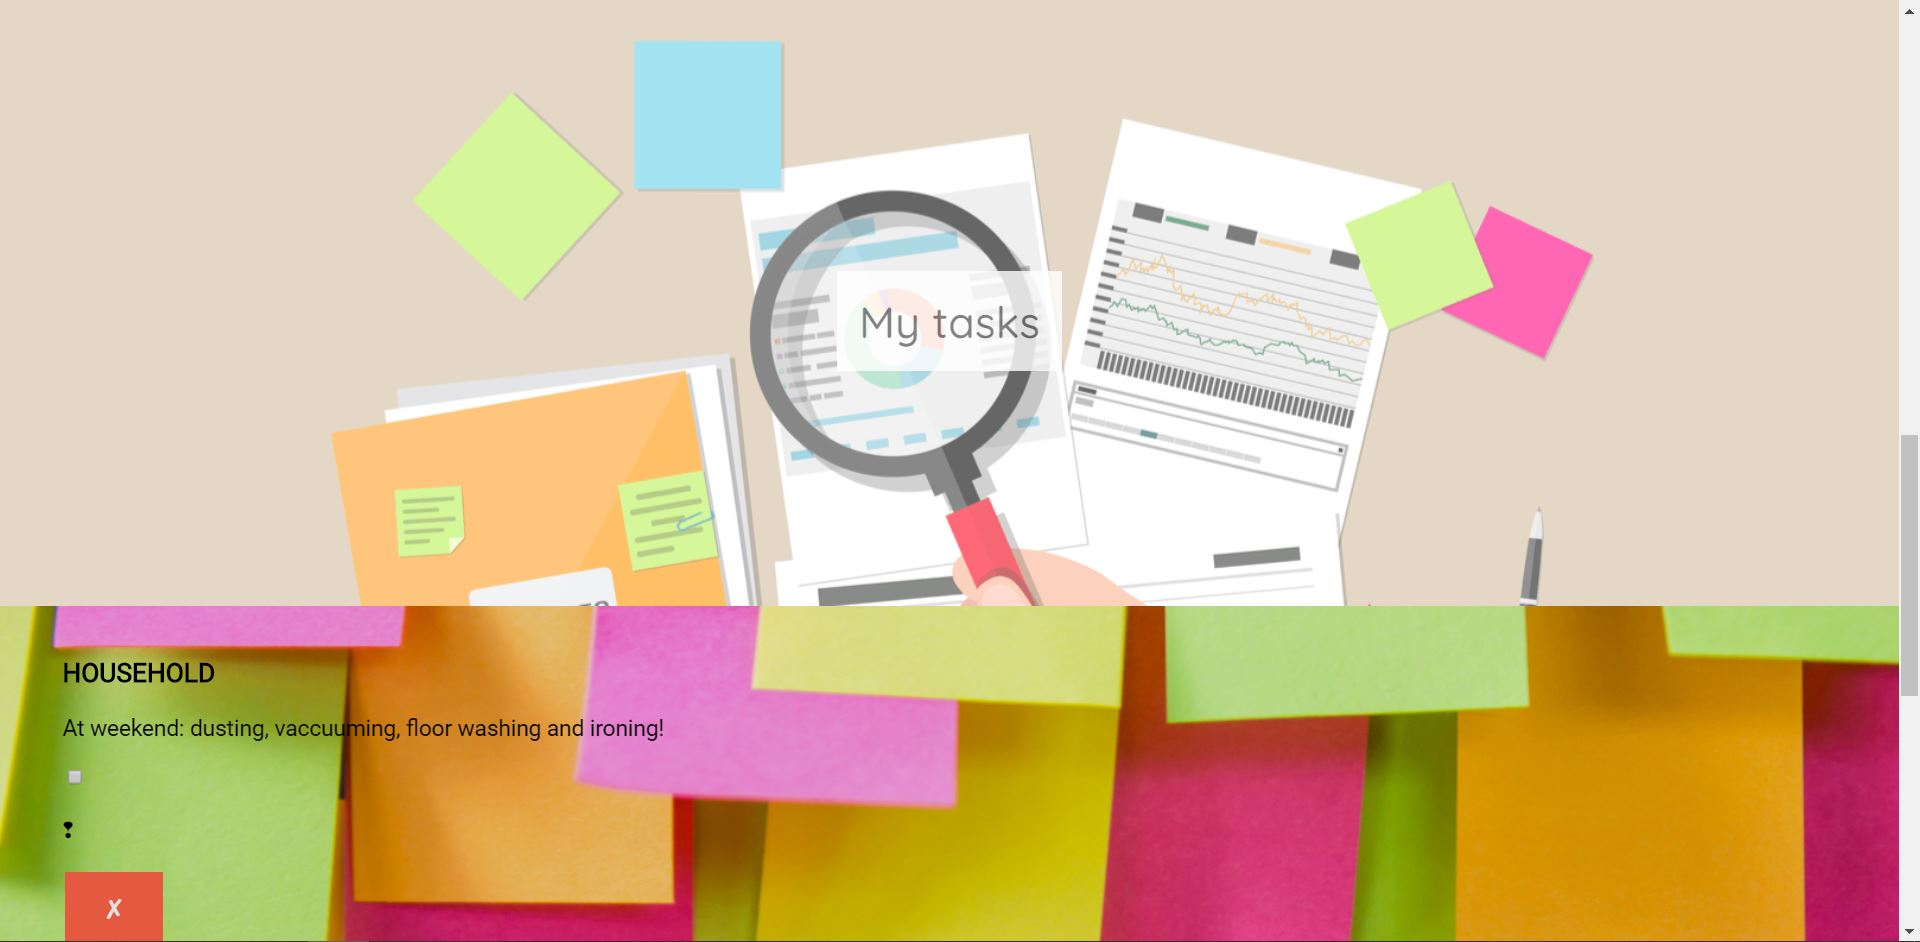 My tasks
HOUSEHOLD
At weekend: dusting, vaccuuming, floor washing and ironing!
❢
✗